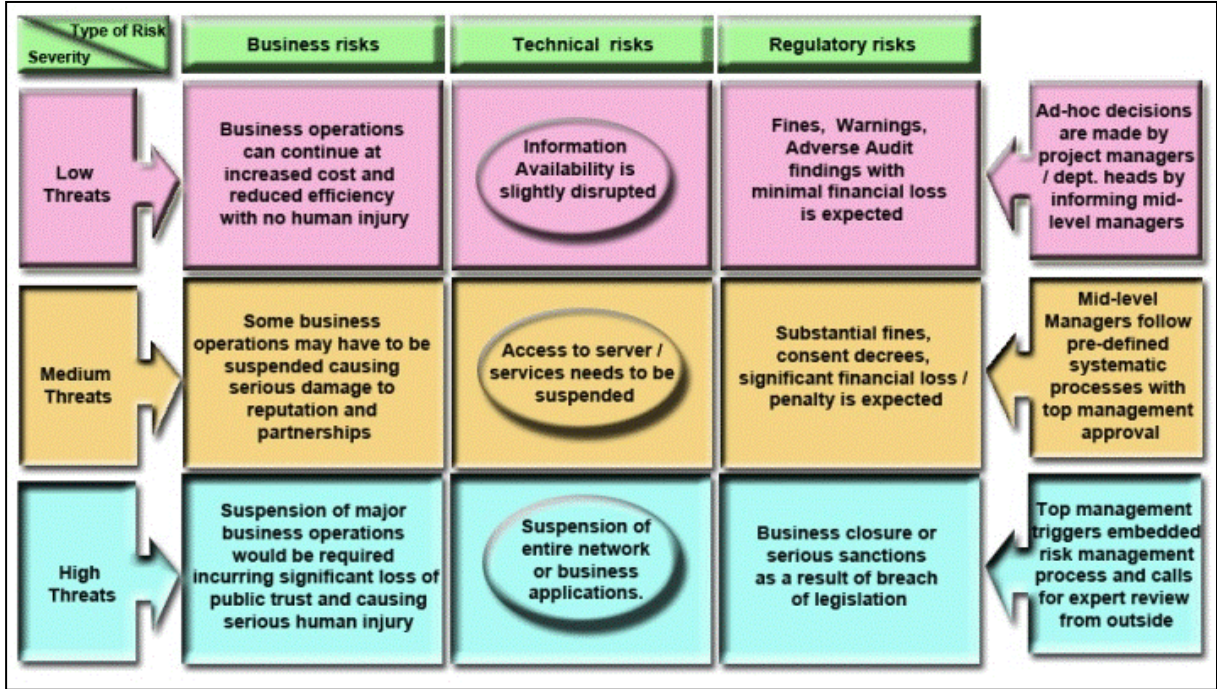 Type of Risk
Severity
Business risks
Technical risks
Regulatory risks
Low
Threats
Business operations
can continue at
increased cost and
reduced efficiency
with no human injury
Information
Availability is
slightly disrupted
Fines, Warnings,
Adverse Audit
findings with
minimal financial loss
is expected
Ad-hoc decisions
are made by
project managers
/ dept. heads by
informing mid-
level managers
Medium
Threats
Some business
operations may have to be
suspended causing
serious damage to
reputation and
partnerships
Access to server /
services needs to be
suspended
Substantial fines,
consent decrees,
significant financial loss /
penalty is expected
Mid-level
Managers follow
pre-defined
systematic
processes with
top management
approval
High
Threats
Suspension of major
business operations
would be required
incurring significant loss of
public trust and causing
serious human injury
Suspension of
entire network
or business
applications.
Business closure or
serious sanctions
as a result of breach
of legislation
Top management
triggers embedded
risk management
process and calls
for expert review
from outside